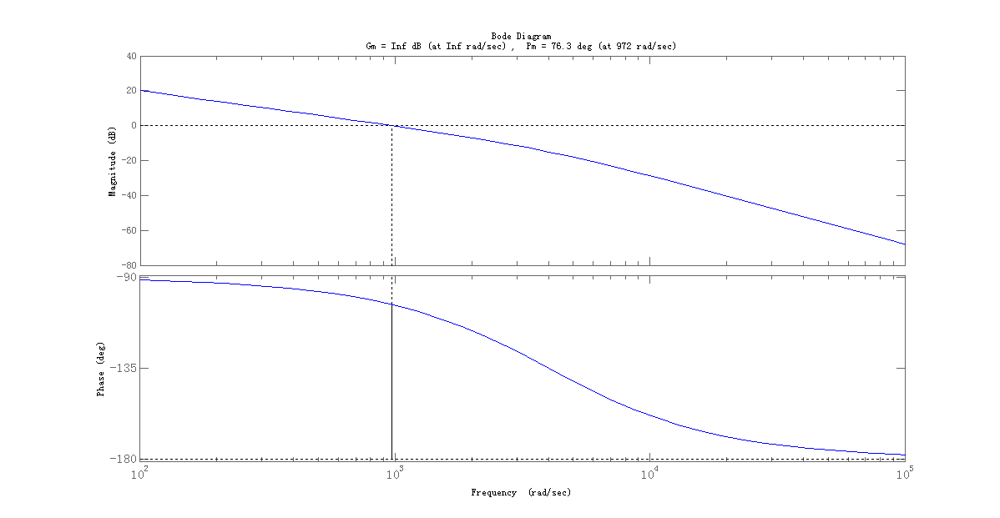 Bode Diagram
Gm = Inf dB (at Inf rad/sec) ,  Pm = 76.3 deg (at 972 rad/sec)
40
20
0
-20
-40
-60
-80
Magnitude (dB)
-90
-135
-180
Phase (deg)
10^2
10^3
10^4
10^5
Frequency  (rad/sec)